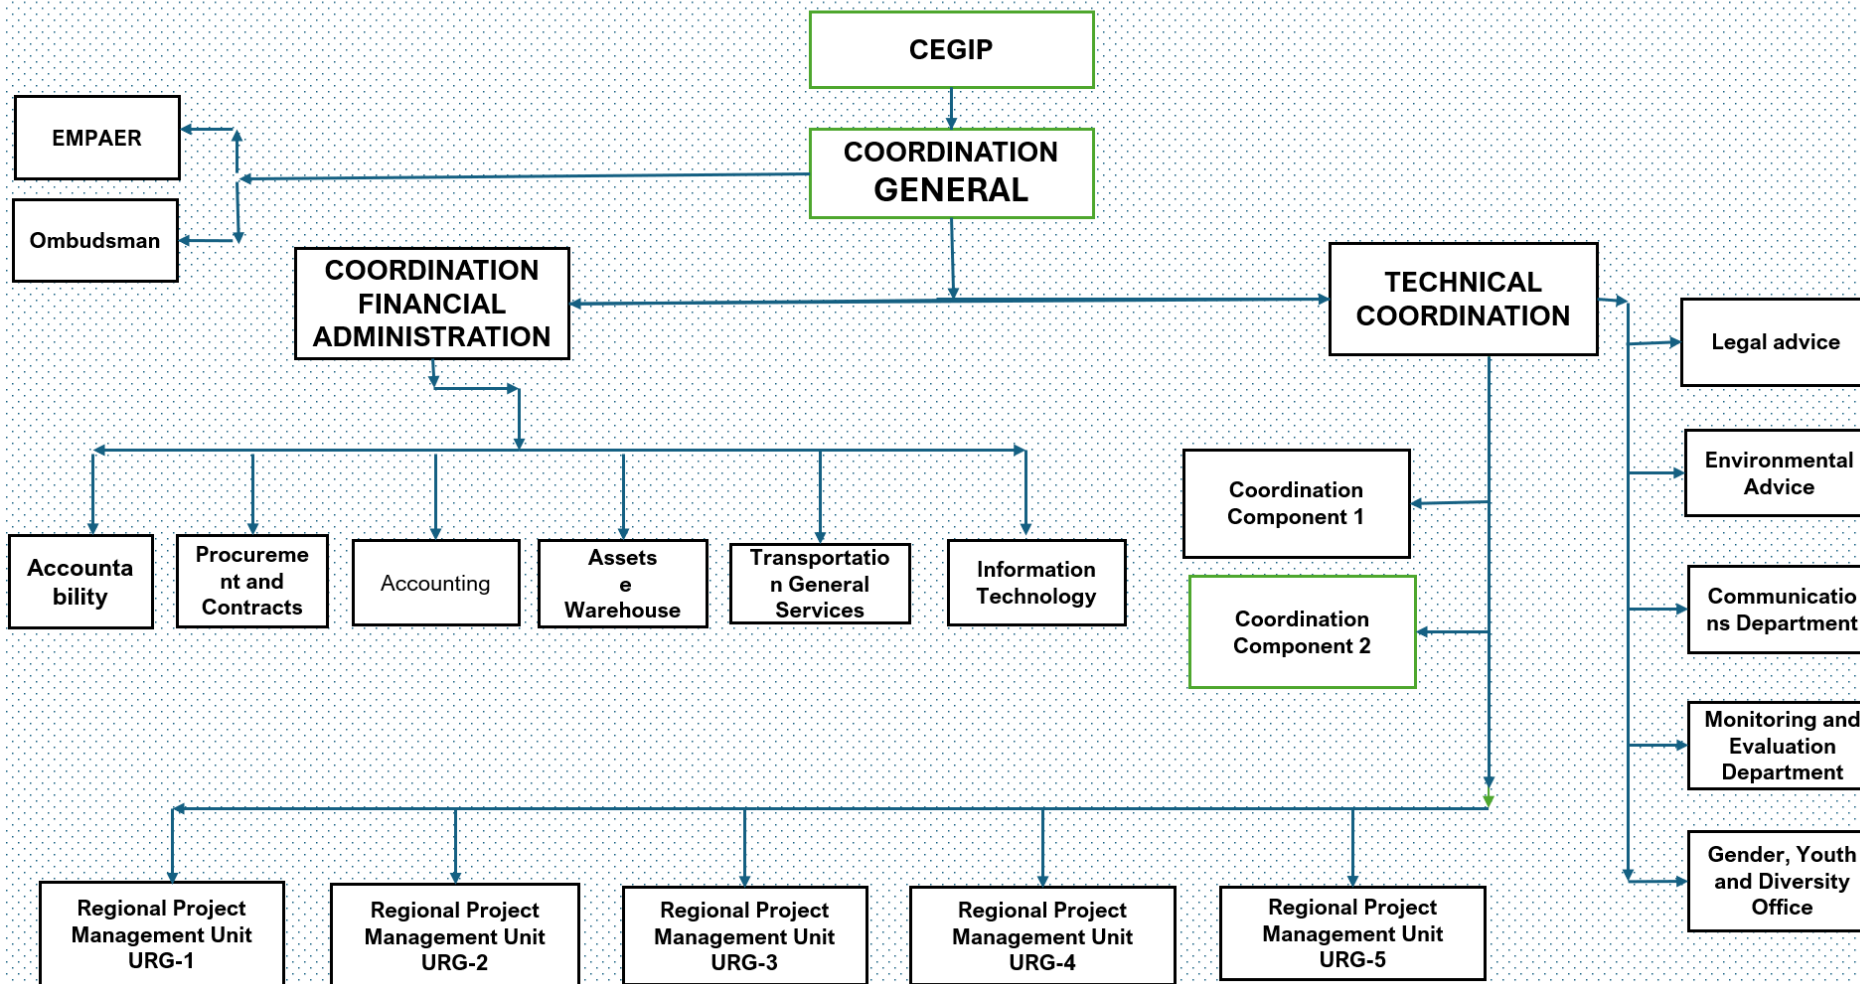 CEGIP
EMPAER
COORDINATION
GENERAL
Ombudsman
COORDINATION
FINANCIAL
ADMINISTRATION
TECHNICAL
COORDINATION
Legal advice
Environmental
Advice
Coordination
Component 1
Accounta
bility
Procureme
nt and
Contracts
Accounting
Assets
e
Warehouse
Transportatio
n General
Services
Information
Technology
Coordination
Component 2
Communicatio
ns Department
Monitoring and
Evaluation
Department
Gender, Youth
and Diversity
Office
Regional Project
Management Unit
URG-1
Regional Project
Management Unit
URG-2
Regional Project
Management Unit
URG-3
Regional Project
Management Unit
URG-4
Regional Project
Management Unit
URG-5